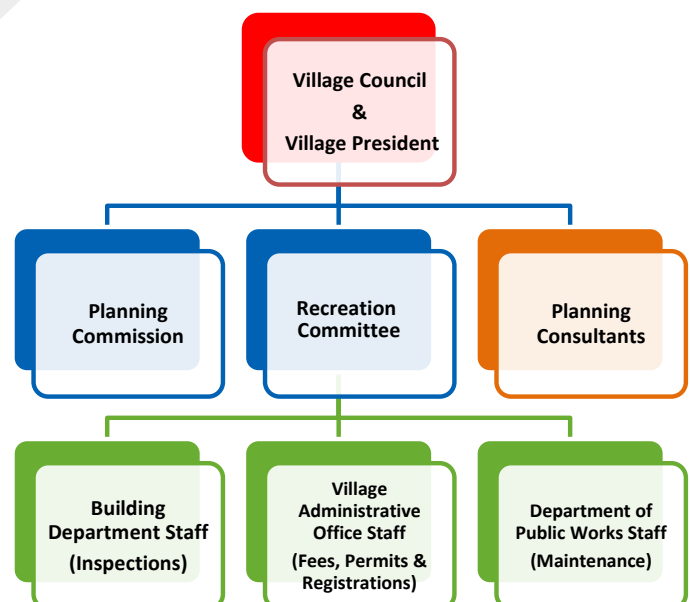 Village Council
&
Village President
Planning
Commission
Recreation
Committee
Planning
Consultants
Building
Department Staff
(Inspections)
Village
Administrative
Office Staff
(Fees, Permits &
Registrations)
Department of
Public Works Staff
(Maintenance)